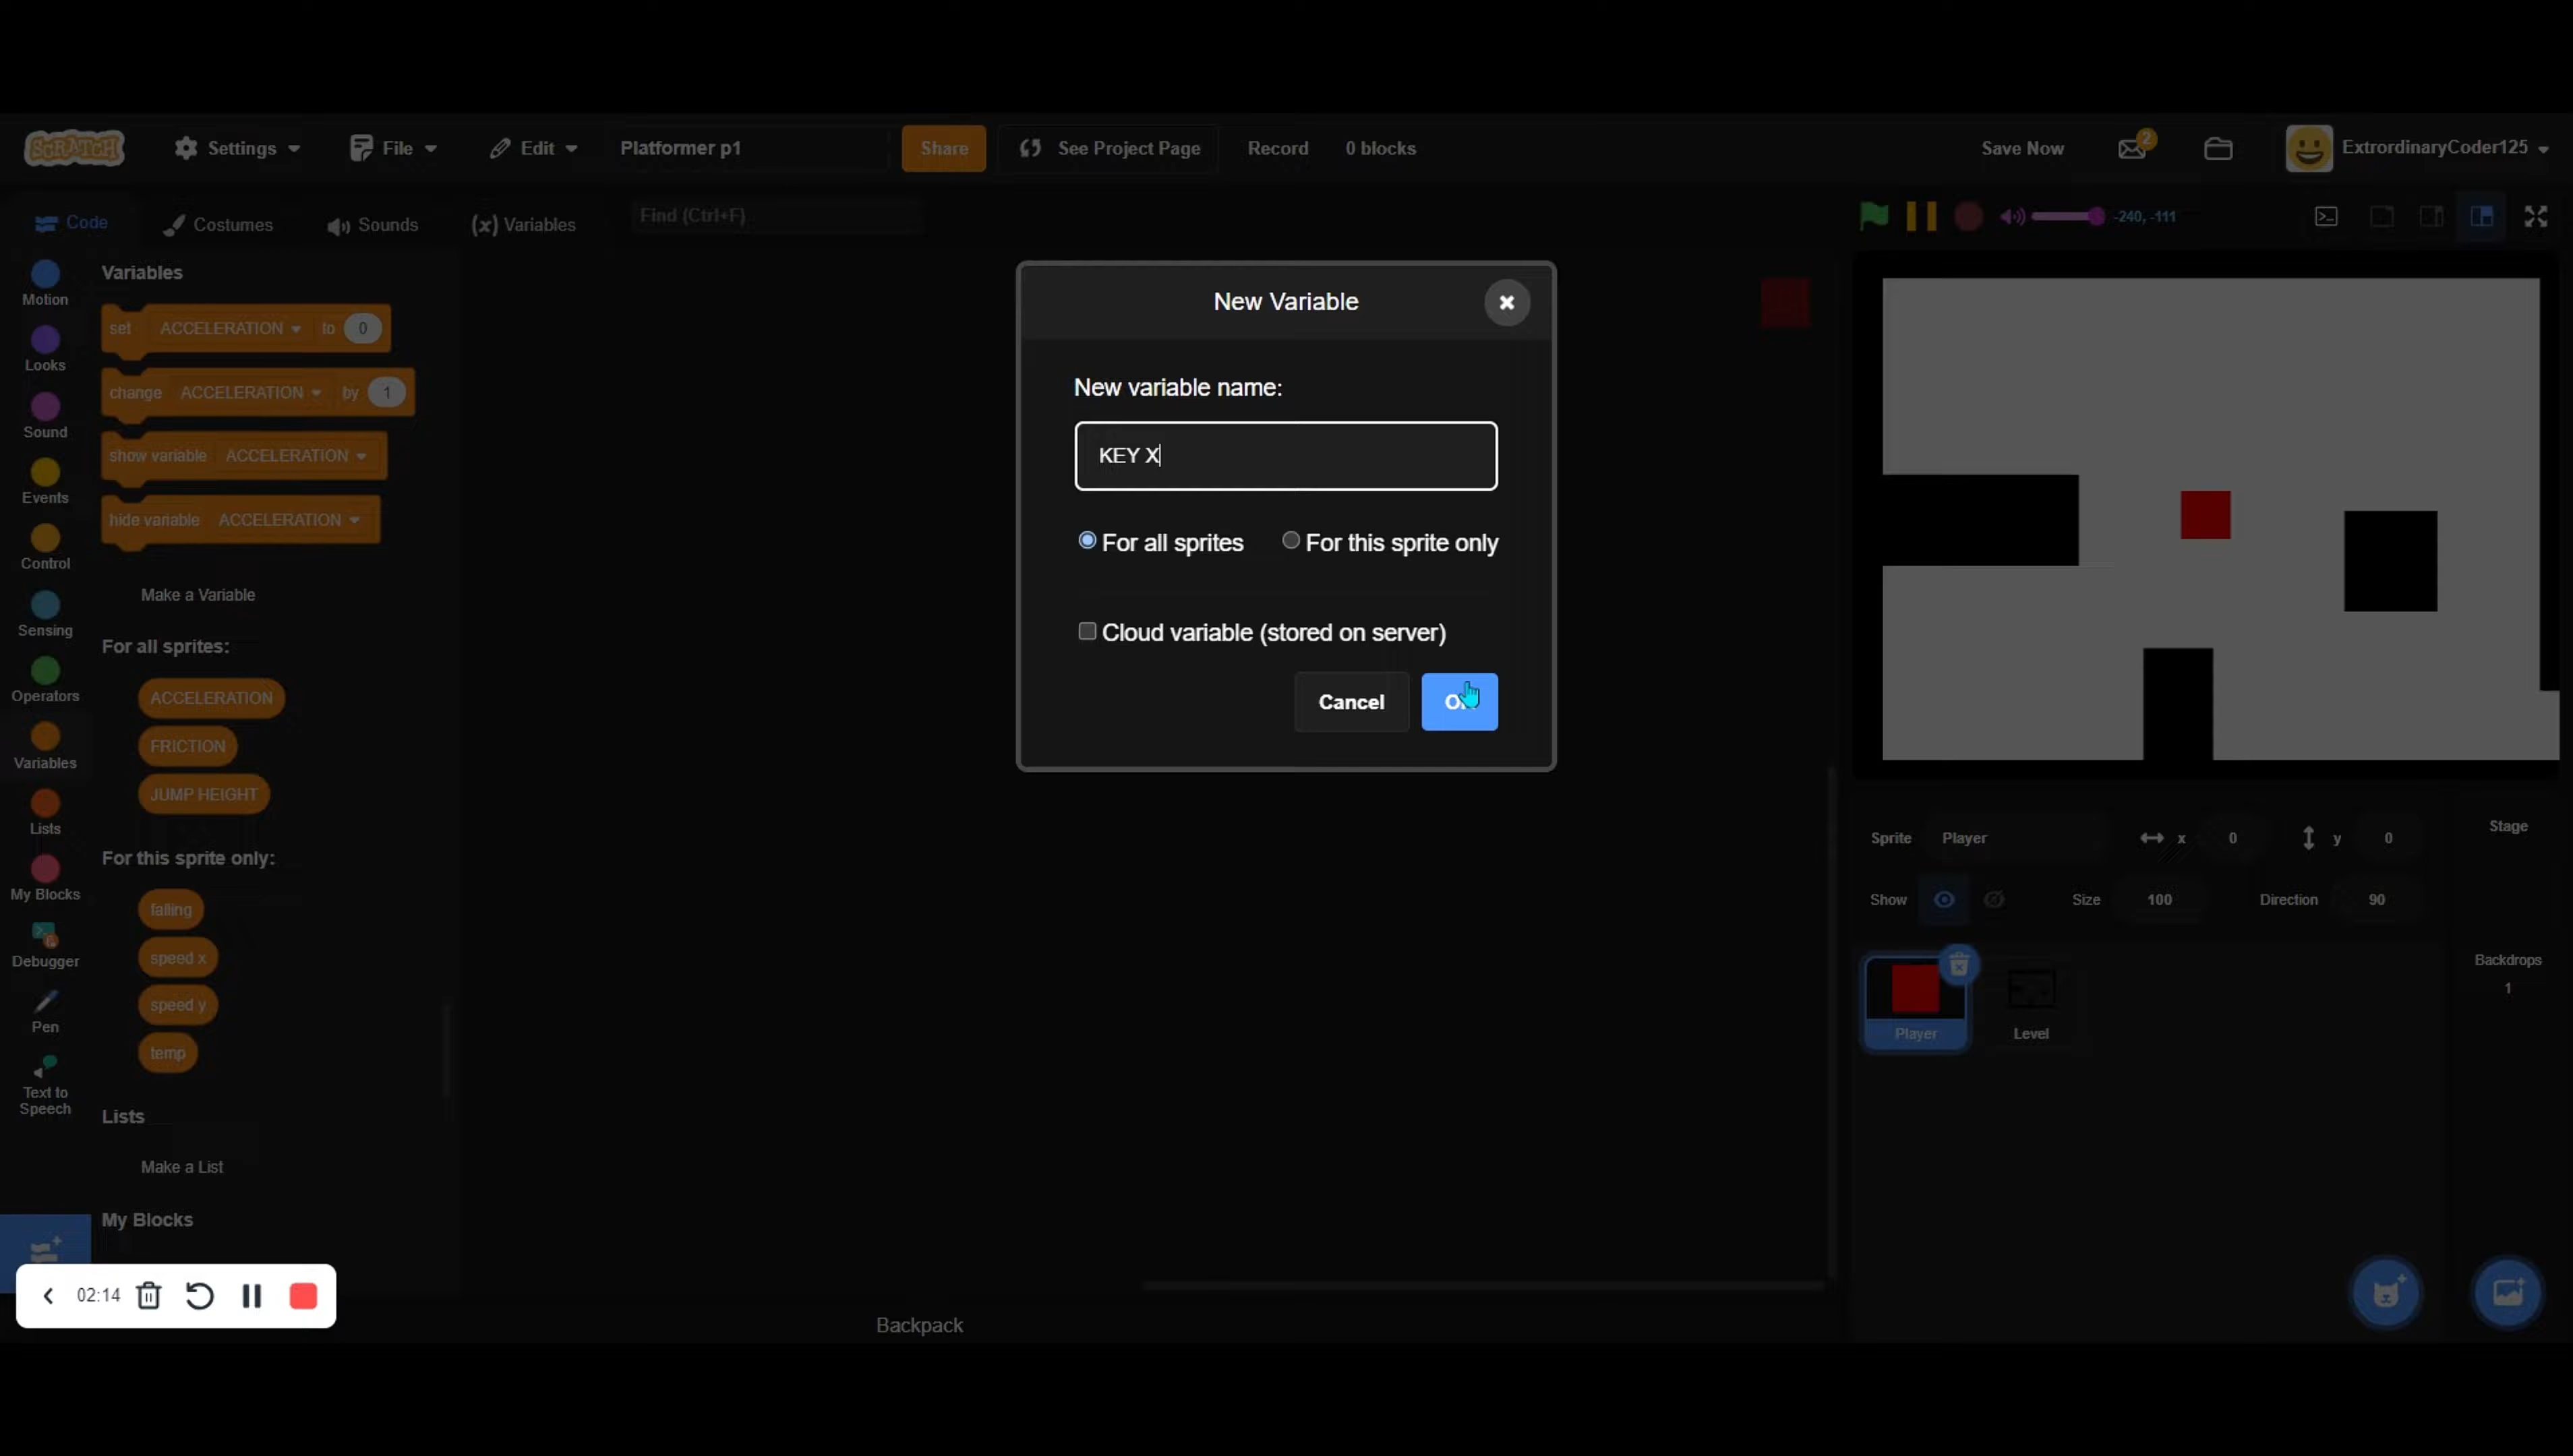 SCRATCH Settings File Edit Platformer p1 Share See Project Page Record 0 blocks Save Now 2 ExtrordinaryCoder125
Code Costumes Sounds (x) Variables Find (Ctrl+F) -240, -111
Motion
Looks
Sound
Events
Control
Sensing
Operators
Variables
Lists
My Blocks
Debugger
Pen
Text to
Speech
Variables
set ACCELERATION to 0
change ACCELERATION by 1
show variable ACCELERATION
hide variable ACCELERATION
Make a Variable
For all sprites:
ACCELERATION
FRICTION
JUMP HEIGHT
For this sprite only:
falling
speed x
speed y
temp
Lists
Make a List
My Blocks
New Variable
New variable name:
KEY X
For all sprites For this sprite only
Cloud variable (stored on server)
Cancel
Sprite Player x 0 y 0
Show Size 100 Direction 90
Player Level
Stage
Backdrops
1
02:14
Backpack